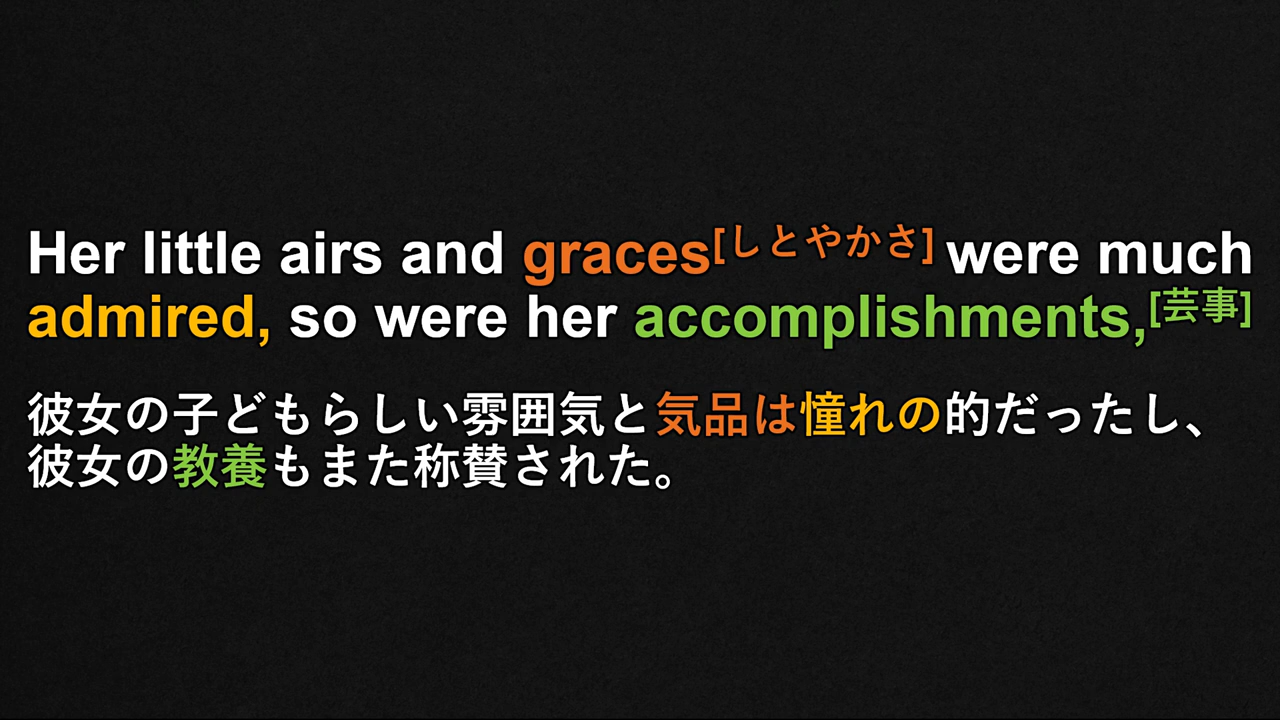 Her little airs and graces[しとやかさ] were much
admired, so were her accomplishments,[芸事]
彼女の子どもらしい雰囲気と気品は憧れの的だったし、
彼女の教養もまた称賛された。